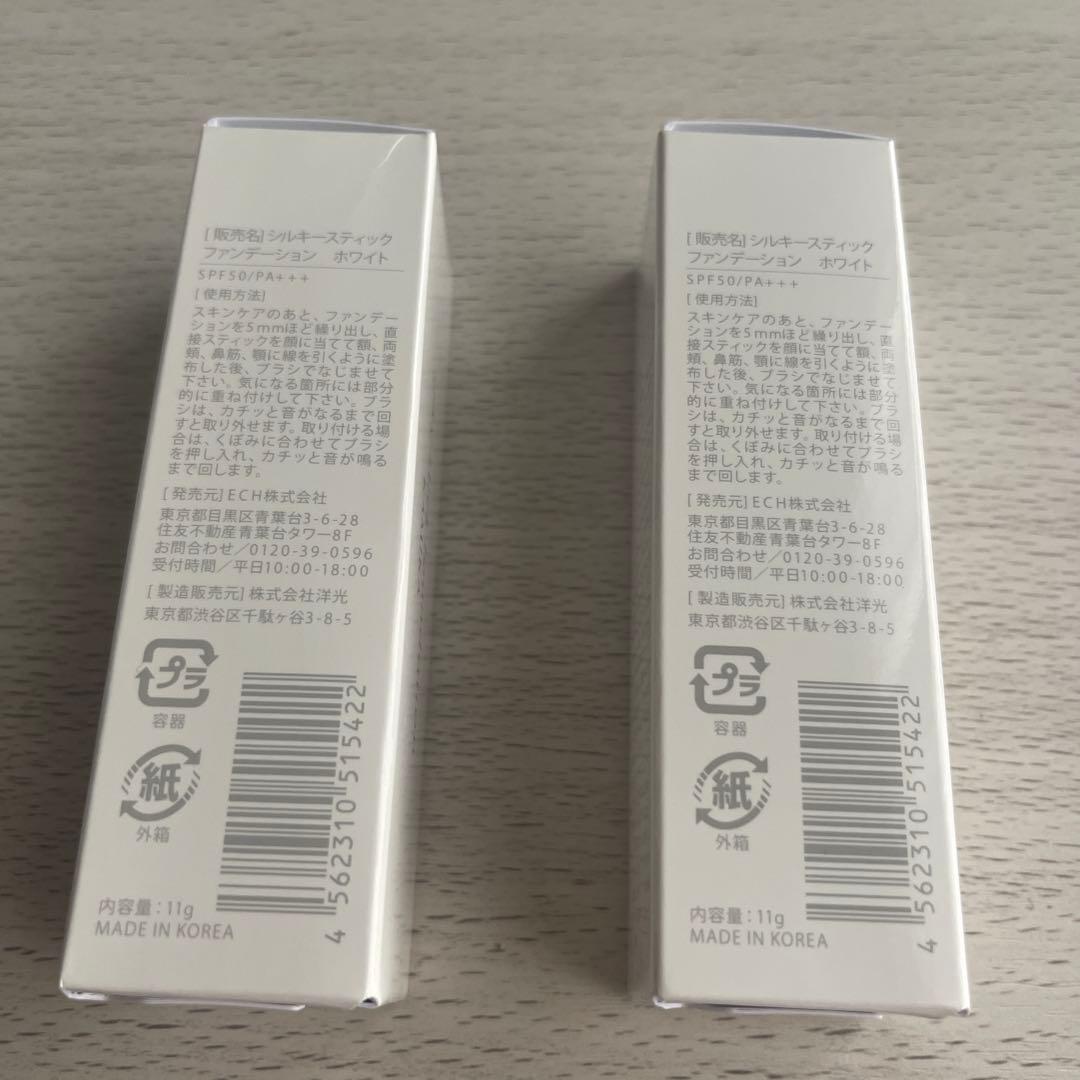 [ 販売名] シルキースティック
ファンデーション　ホワイト
SPF50/PA+++
[ 使用方法]
スキンケアのあと、ファンデー
ションを5mmほど繰り出し、直
接スティックを顔に当てて額、両
頬、鼻筋、顎に線を引くように塗
布した後、ブラシでなじませて
下さい。気になる箇所には部分
的に重ね付けして下さい。ブラ
シは、カチッと音がなるまで回
すと取り外せます。取り付ける場
合は、くぼみに合わせてブラシ
を押し入れ、カチッと音が鳴る
まで回します。
[ 発売元] ECH株式会社
東京都目黒区青葉台3-6-28
住友不動産青葉台タワー8F
お問合わせ／0120-39-0596
受付時間／平日10:00-18:00
[ 製造販売元] 株式会社洋光
東京都渋谷区千駄ヶ谷3-8-5
プラ
容器
紙
外箱
内容量：11g
MADE IN KOREA
4 562310 515422
[ 販売名] シルキースティック
ファンデーション　ホワイト
SPF50/PA+++
[ 使用方法]
スキンケアのあと、ファンデー
ションを5mmほど繰り出し、直
接スティックを顔に当てて額、両
頬、鼻筋、顎に線を引くように塗
布した後、ブラシでなじませて
下さい。気になる箇所には部分
的に重ね付けして下さい。ブラ
シは、カチッと音がなるまで回
すと取り外せます。取り付ける場
合は、くぼみに合わせてブラシ
を押し入れ、カチッと音が鳴る
まで回します。
[ 発売元] ECH株式会社
東京都目黒区青葉台3-6-28
住友不動産青葉台タワー8F
お問合わせ／0120-39-0596
受付時間／平日10:00-18:00
[ 製造販売元] 株式会社洋光
東京都渋谷区千駄ヶ谷3-8-5
プラ
容器
紙
外箱
内容量：11g
MADE IN KOREA
4 562310 515422